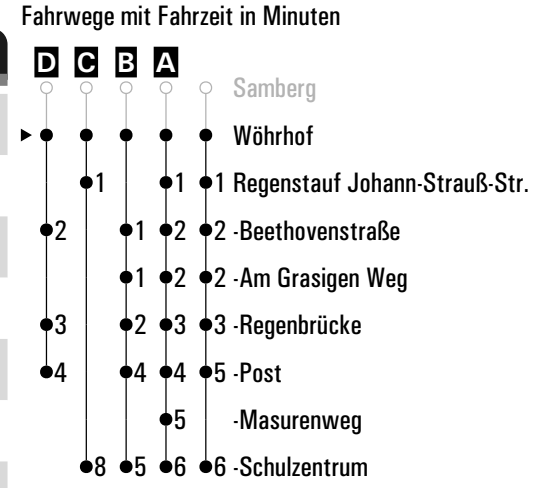 Fahrwege mit Fahrzeit in Minuten
D C B A
Samberg
Wöhrhof
1 1 1 Regenstauf Johann-Strauß-Str.
2 1 2 2 -Beethovenstraße
1 2 2 -Am Grasigen Weg
3 2 3 3 -Regenbrücke
4 4 4 5 -Post
5 -Masurenweg
8 5 6 6 -Schulzentrum